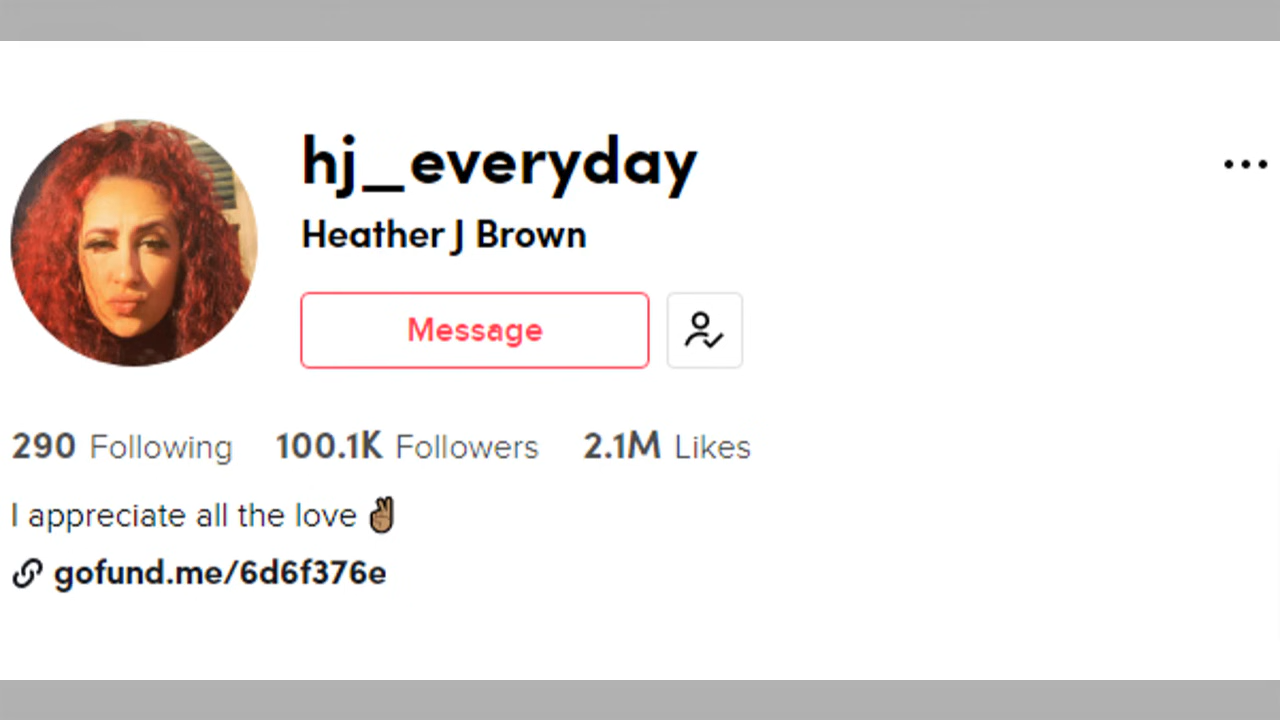 hj_everyday
Heather J Brown
Message
290 Following 100.1K Followers 2.1M Likes
I appreciate all the love ✌🏽
gofund.me/6d6f376e